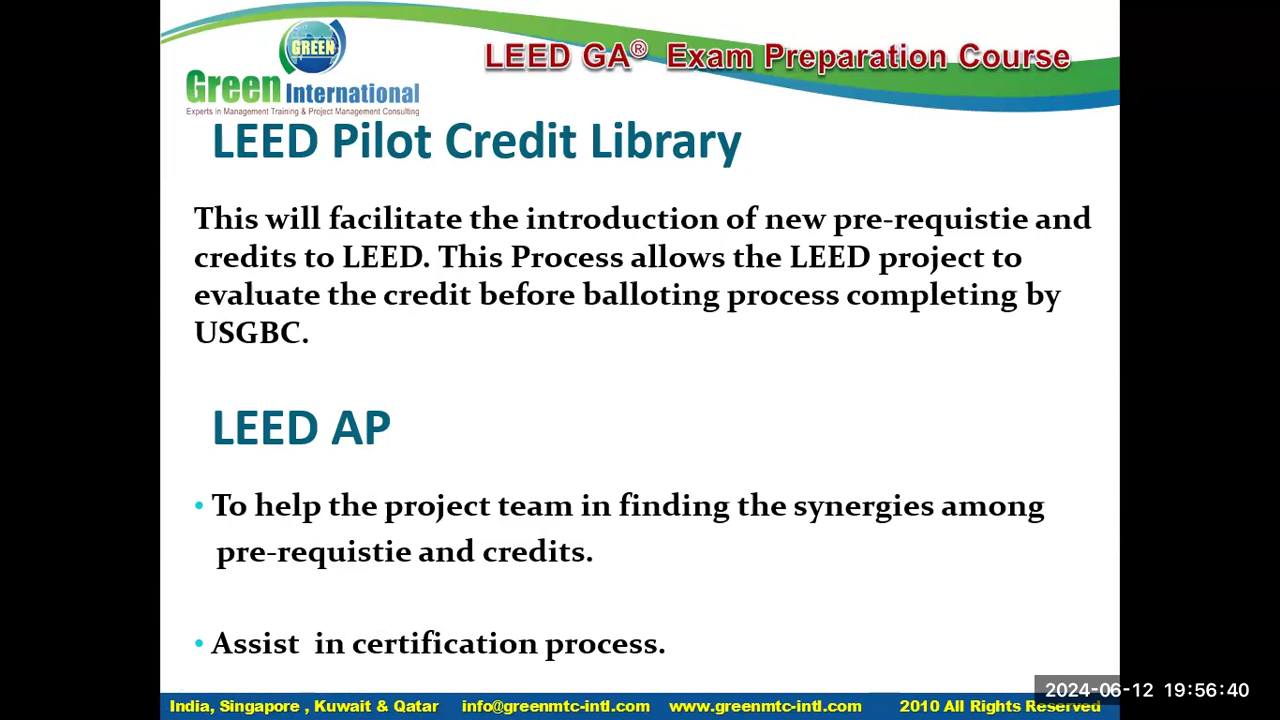 GREEN
Green International
Experts in Management Training & Project Management Consulting
LEED GA® Exam Preparation Course
LEED Pilot Credit Library
This will facilitate the introduction of new pre-requistie and
credits to LEED. This Process allows the LEED project to
evaluate the credit before balloting process completing by
USGBC.
LEED AP
• To help the project team in finding the synergies among
pre-requistie and credits.
• Assist in certification process.
2024-06-12 19:56:40
India, Singapore , Kuwait & Qatar info@greenmtc-intl.com www.greenmtc-intl.com 2010 All Rights Reserved